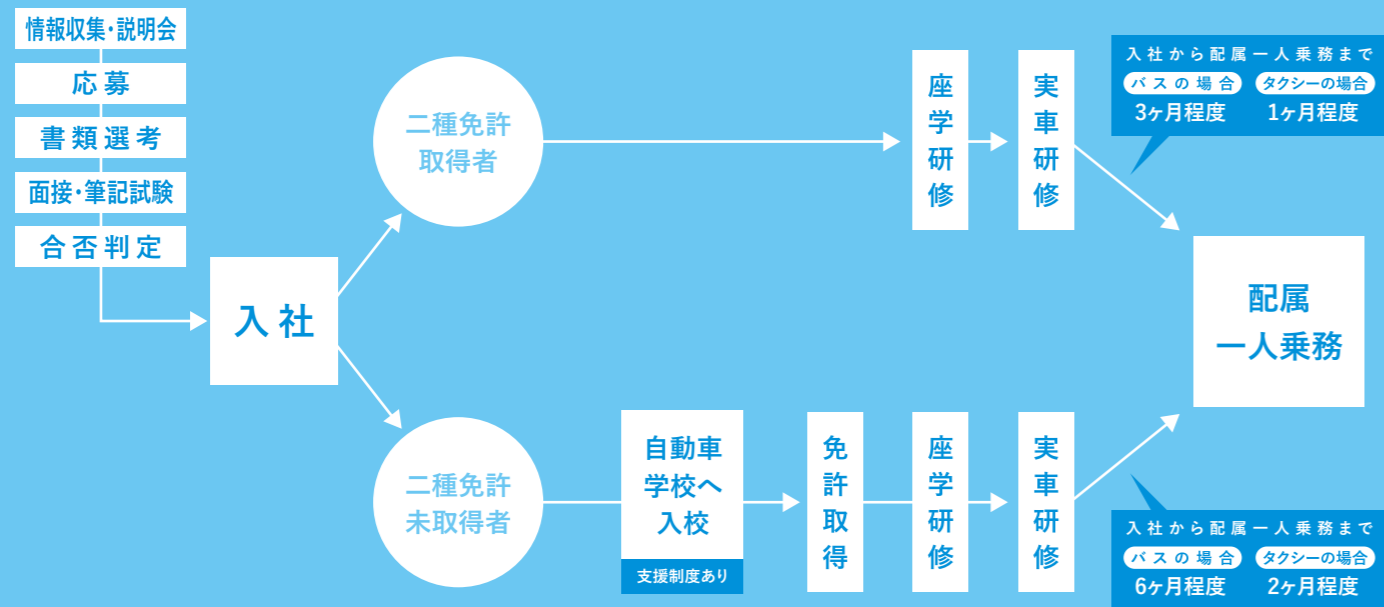 情報収集・説明会
応募
書類選考
面接・筆記試験
合否判定
入社
二種免許
取得者
座学研修
実車研修
入社から配属一人乗務まで
バスの場合 タクシーの場合
3ヶ月程度 1ヶ月程度
二種免許
未取得者
自動車
学校へ
入校
支援制度あり
免許取得
座学研修
実車研修
入社から配属一人乗務まで
バスの場合 タクシーの場合
6ヶ月程度 2ヶ月程度
配属
一人乗務